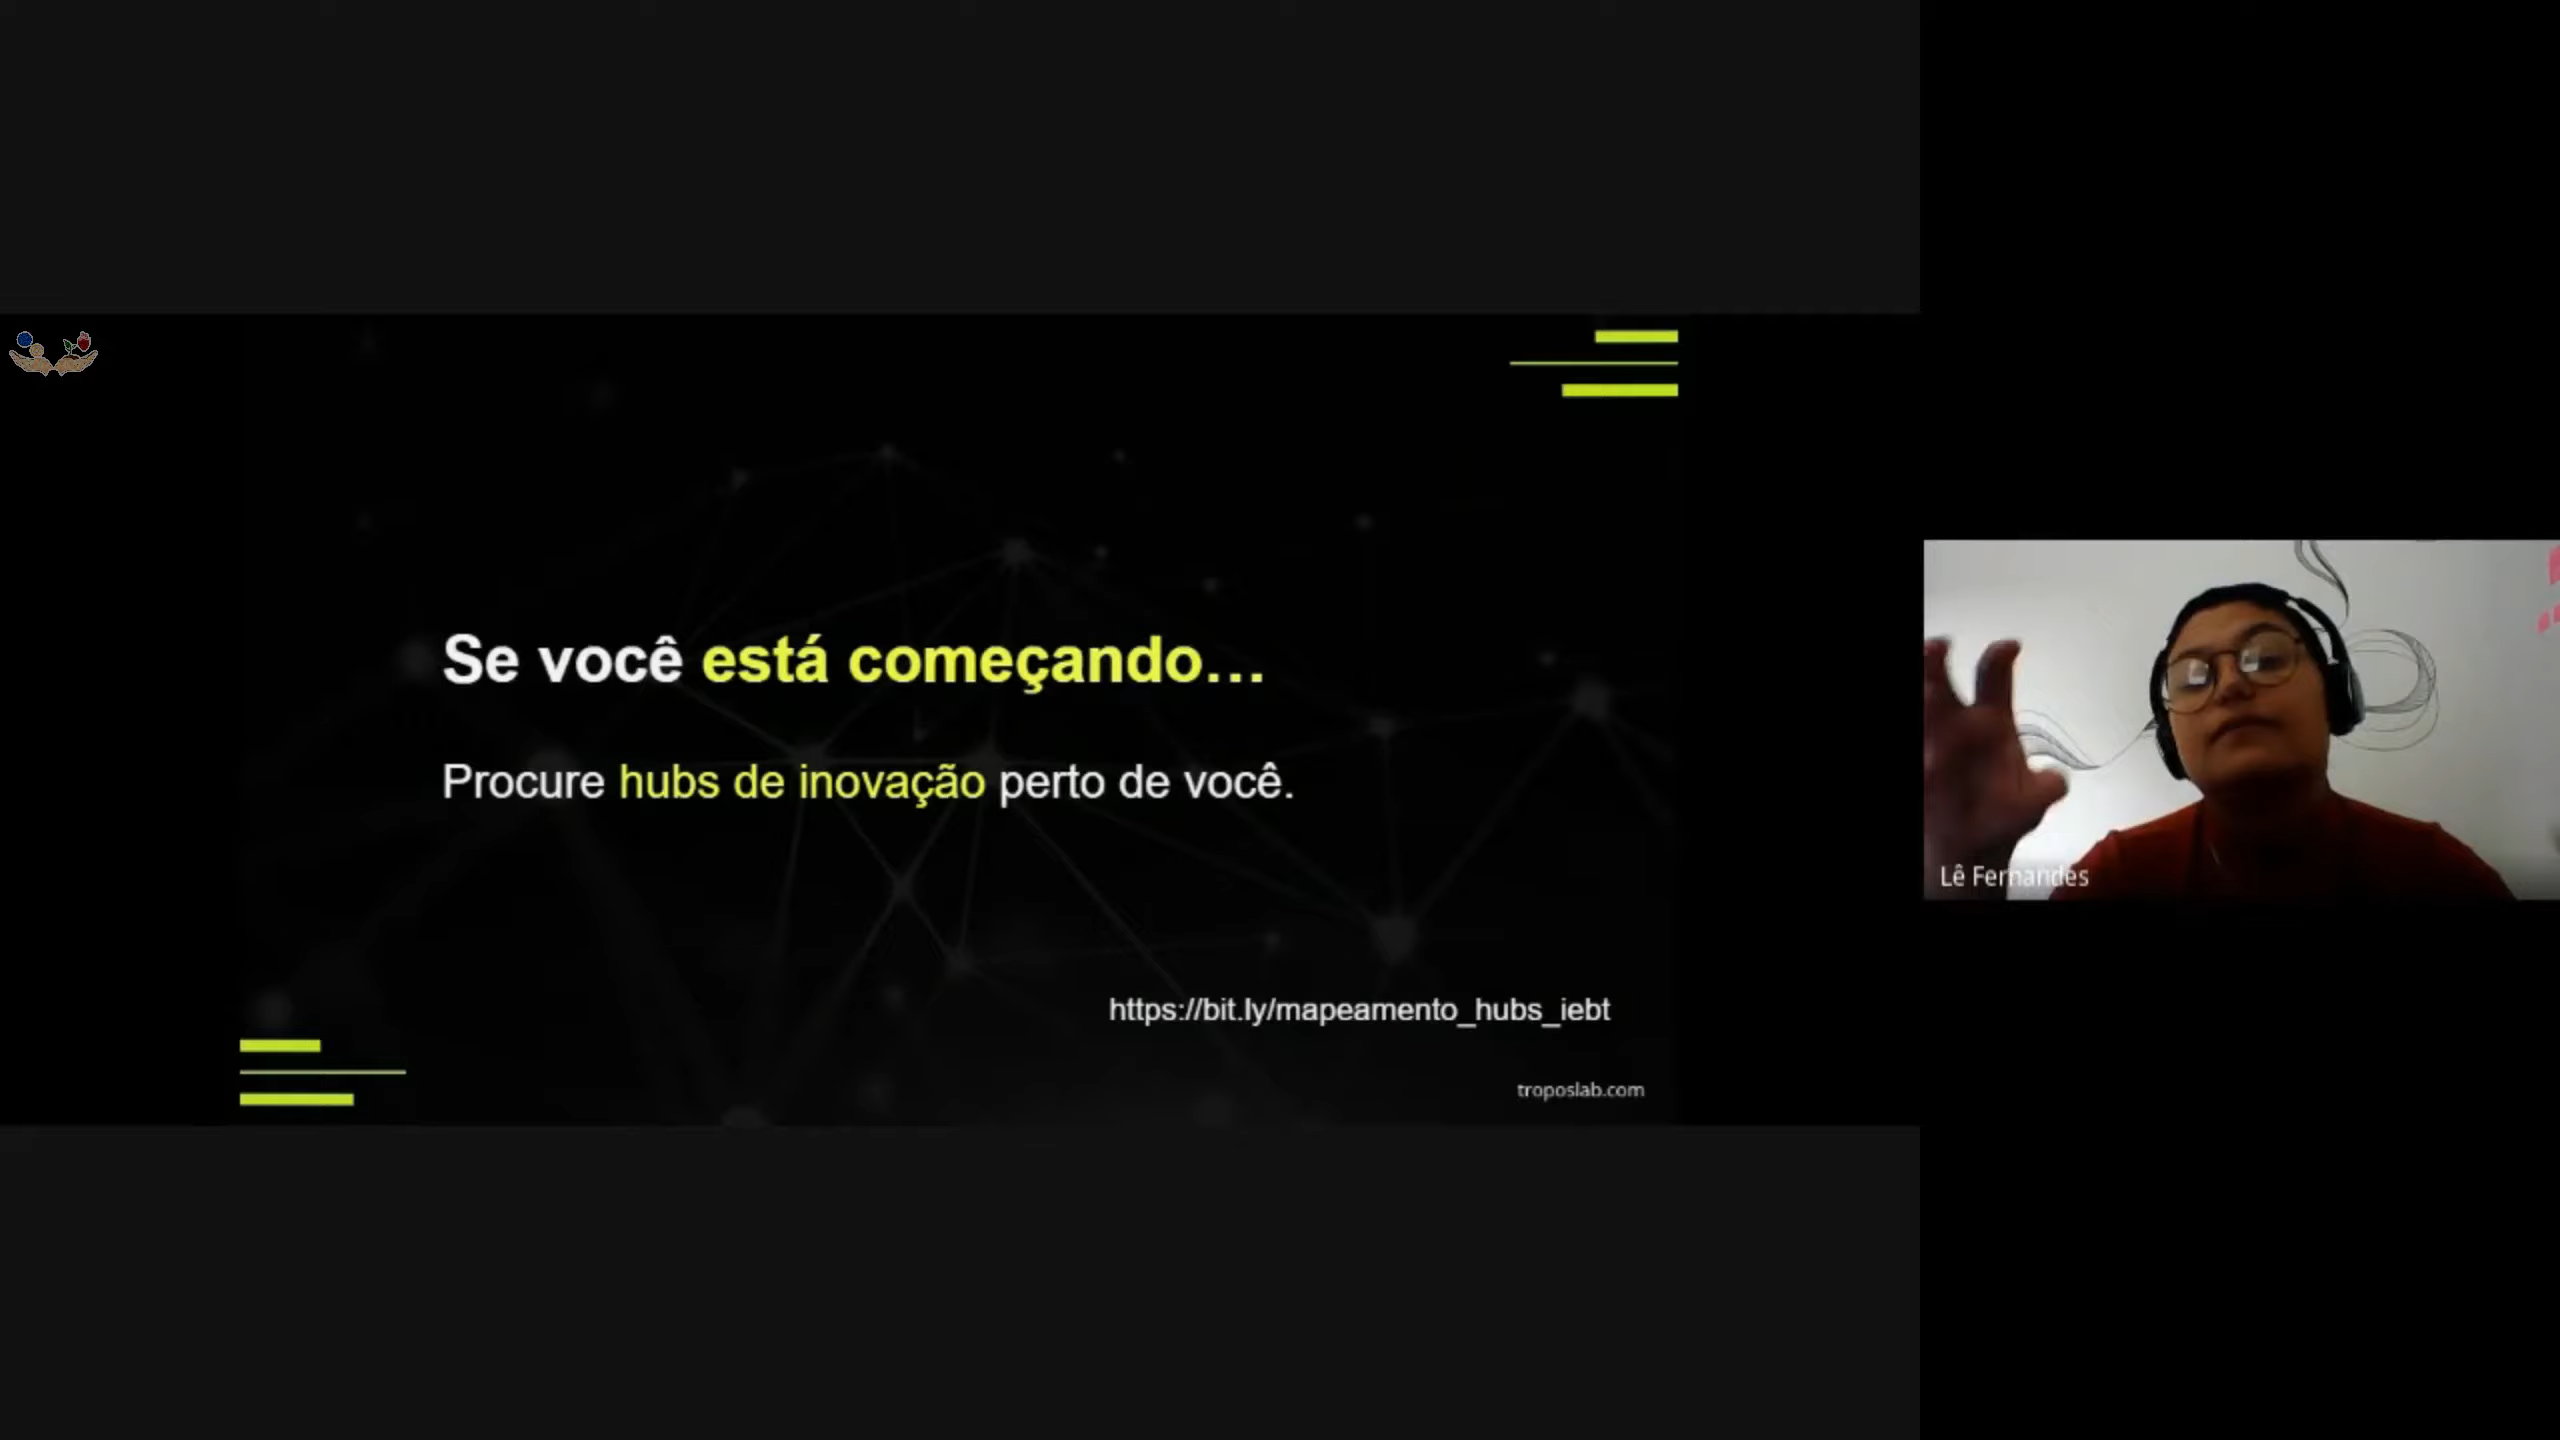 Se você está começando...
Procure hubs de inovação perto de você.
https://bit.ly/mapeamento_hubs_iebt
troposlab.com
Lê Fernandes